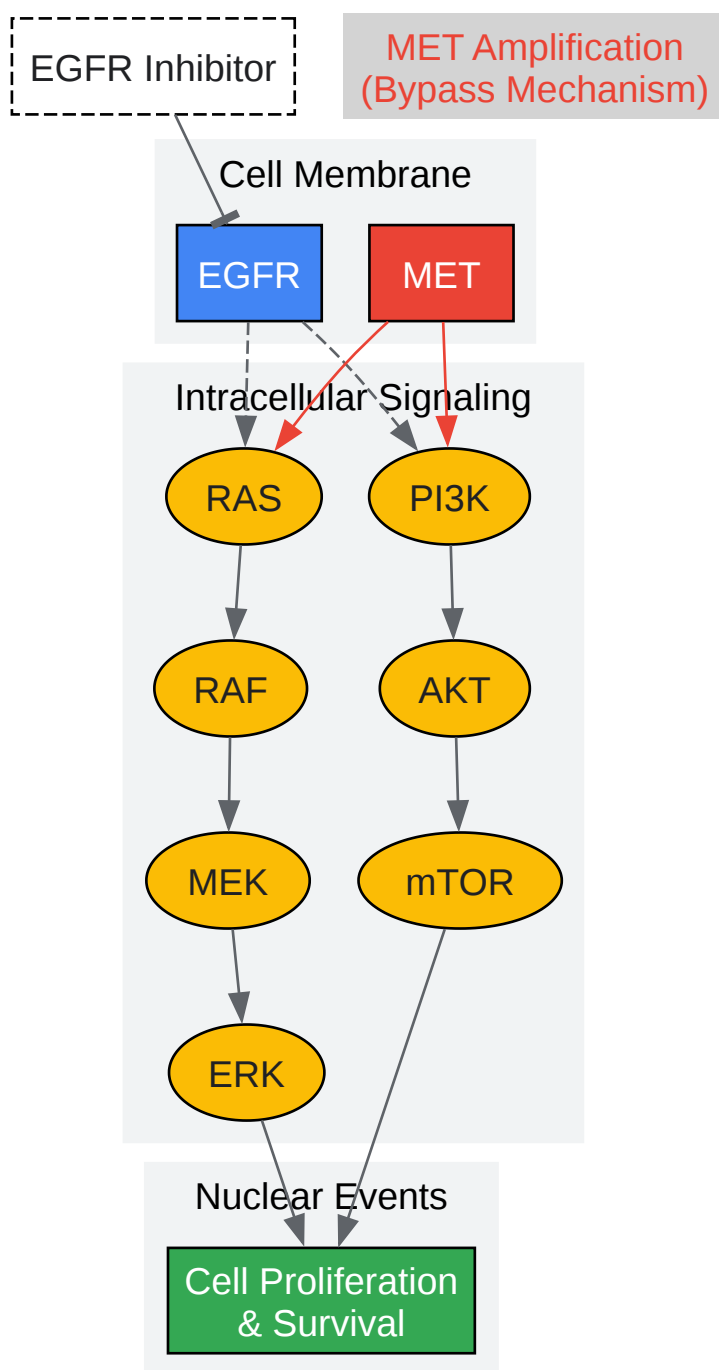 EGFR Inhibitor
MET Amplification
(Bypass Mechanism)
Cell Membrane
EGFR
MET
Intracellular Signaling
RAS
PI3K
RAF
AKT
MEK
mTOR
ERK
Nuclear Events
Cell Proliferation
& Survival